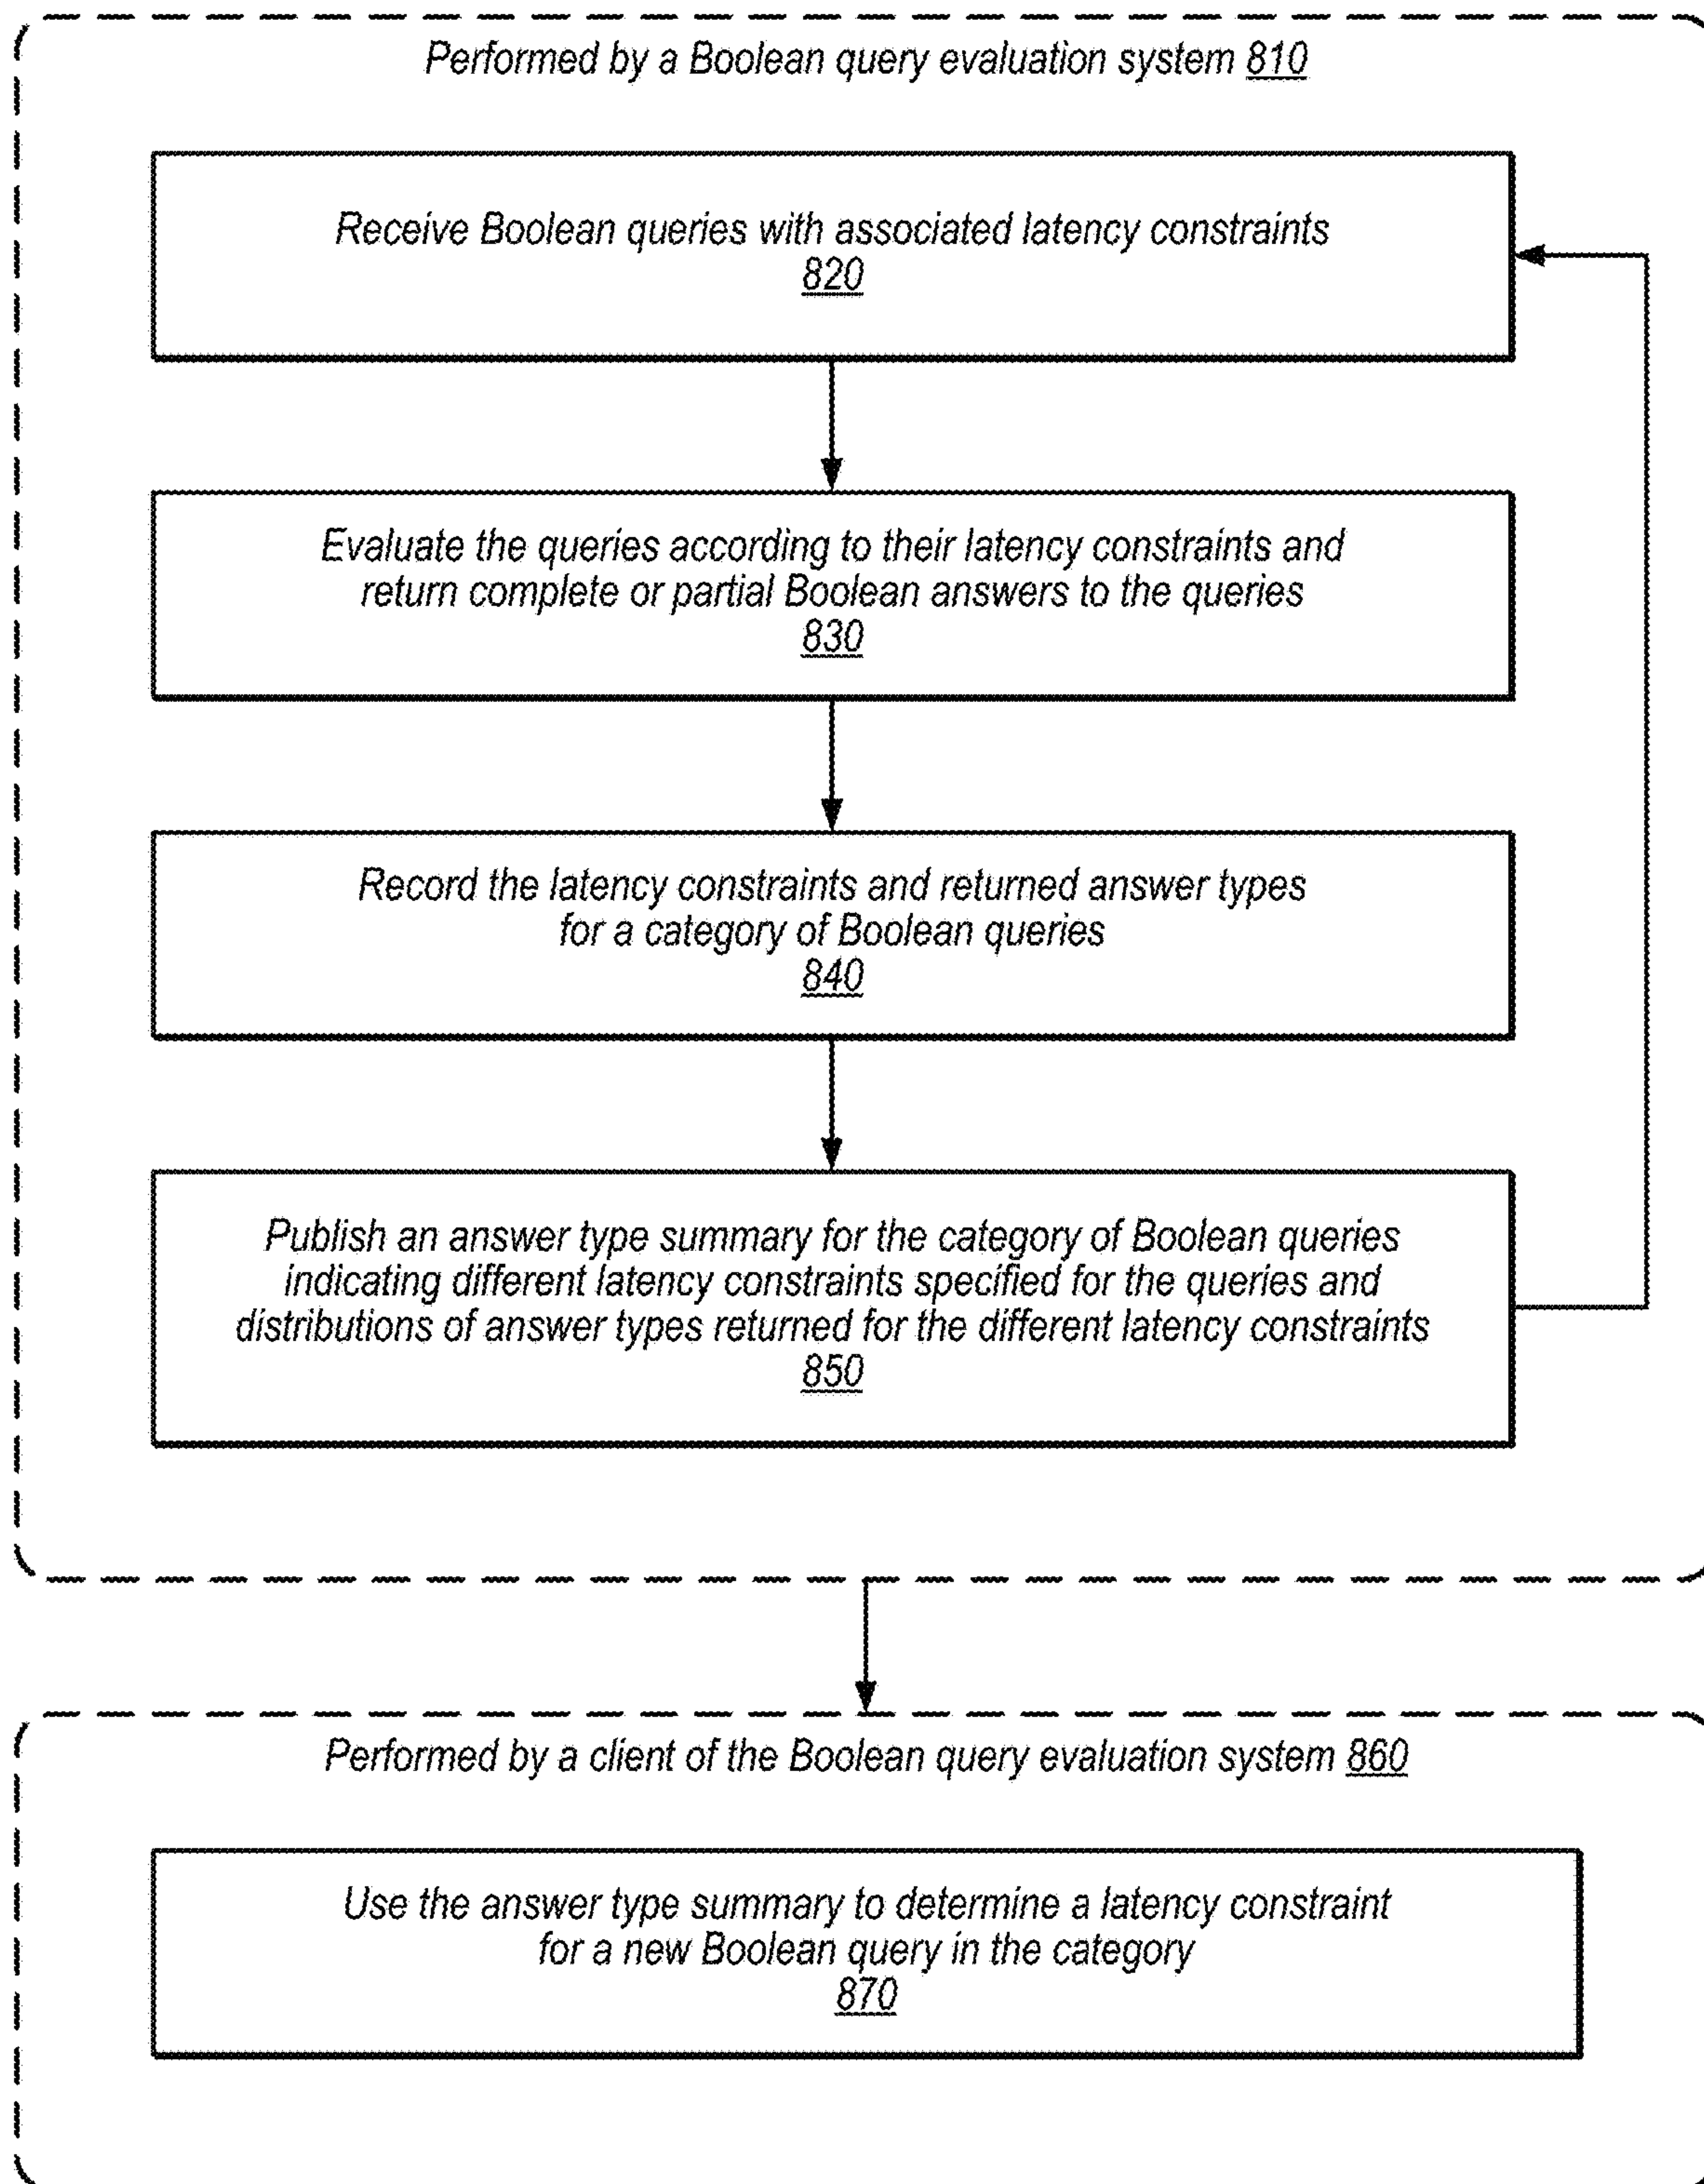 Performed by a Boolean query evaluation system 810
Receive Boolean queries with associated latency constraints
820
Evaluate the queries according to their latency constraints and
return complete or partial Boolean answers to the queries
830
Record the latency constraints and returned answer types
for a category of Boolean queries
840
Publish an answer type summary for the category of Boolean queries
indicating different latency constraints specified for the queries and
distributions of answer types returned for the different latency constraints
850
Performed by a client of the Boolean query evaluation system 860
Use the answer type summary to determine a latency constraint
for a new Boolean query in the category
870